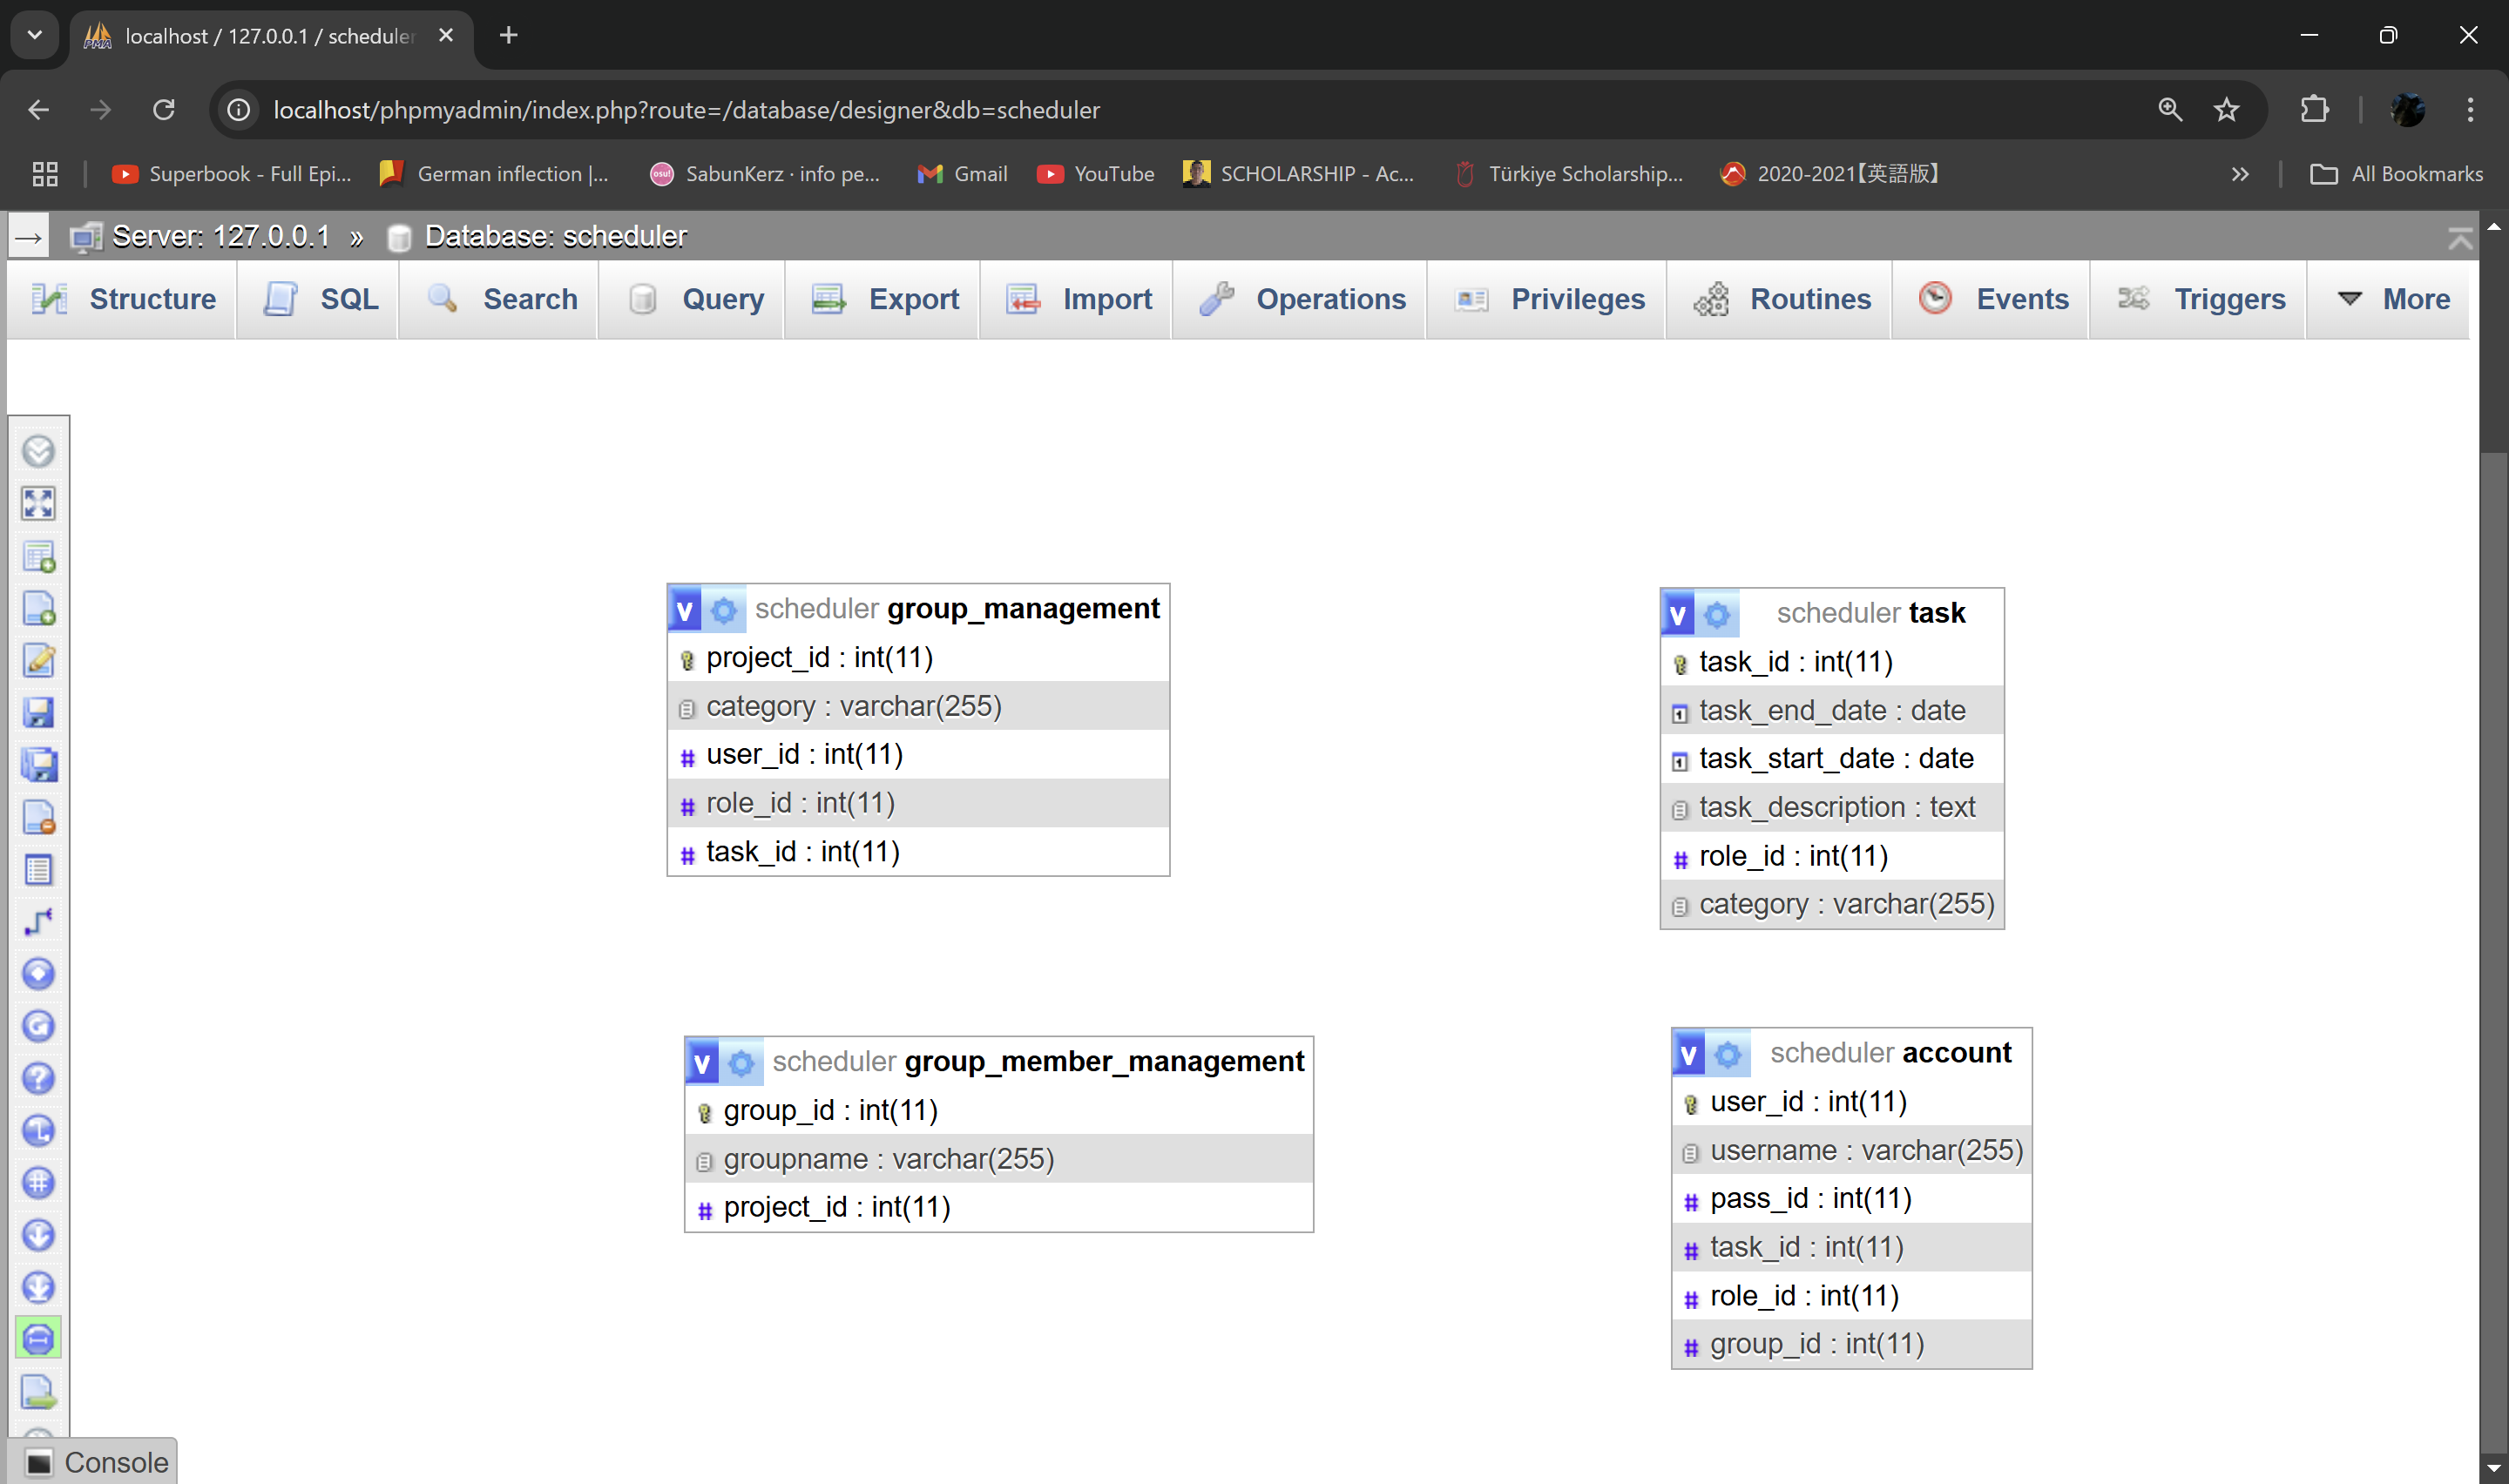 localhost / 127.0.0.1 / scheduler
localhost/phpmyadmin/index.php?route=/database/designer&db=scheduler
Superbook - Full Epi...
German inflection |...
osu!
SabunKerz · info pe...
Gmail
YouTube
SCHOLARSHIP - Ac...
Türkiye Scholarship...
2020-2021【英語版】
»
All Bookmarks
Server: 127.0.0.1 » Database: scheduler
Structure
SQL
Search
Query
Export
Import
Operations
Privileges
Routines
Events
Triggers
More
v scheduler group_management
project_id : int(11)
category : varchar(255)
# user_id : int(11)
# role_id : int(11)
# task_id : int(11)
v scheduler task
task_id : int(11)
task_end_date : date
task_start_date : date
task_description : text
# role_id : int(11)
category : varchar(255)
v scheduler group_member_management
group_id : int(11)
groupname : varchar(255)
# project_id : int(11)
v scheduler account
user_id : int(11)
username : varchar(255)
# pass_id : int(11)
# task_id : int(11)
# role_id : int(11)
# group_id : int(11)
Console